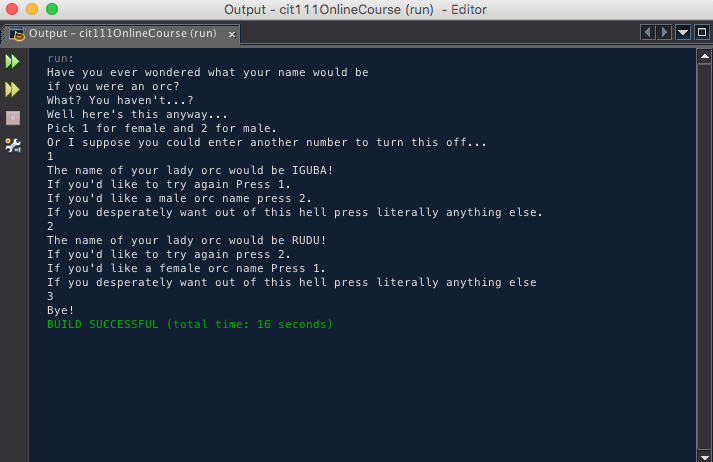 Output - cit111OnlineCourse (run) - Editor
Output - cit111OnlineCourse (run) ×
run:
Have you ever wondered what your name would be
if you were an orc?
What? You haven't...?
Well here's this anyway...
Pick 1 for female and 2 for male.
Or I suppose you could enter another number to turn this off...
1
The name of your lady orc would be IGUBA!
If you'd like to try again Press 1.
If you'd like a male orc name press 2.
If you desperately want out of this hell press literally anything else.
2
The name of your lady orc would be RUDU!
If you'd like to try again press 2.
If you'd like a female orc name Press 1.
If you desperately want out of this hell press literally anything else
3
Bye!
BUILD SUCCESSFUL (total time: 16 seconds)